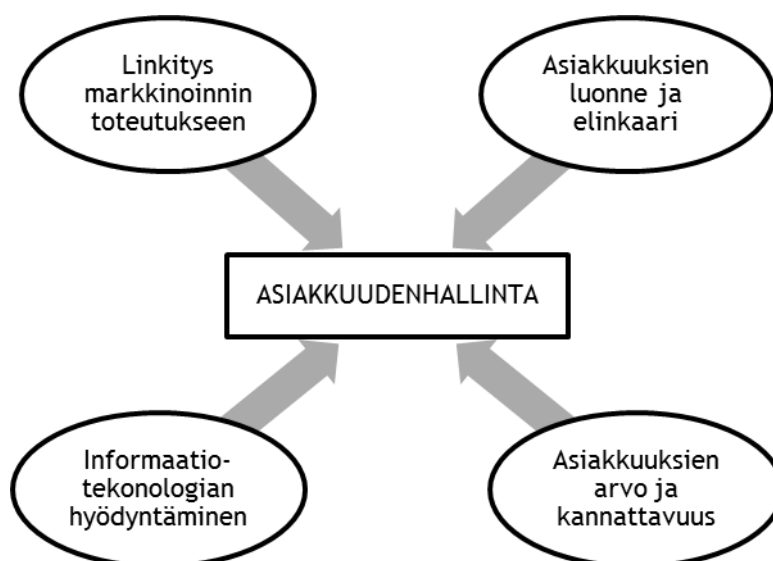 Linkitys
markkinoinnin
toteutukseen
Asiakkuuksien
luonne ja
elinkaari
ASIAKKUUDENHALLINTA
Informaatio-
tekonologian
hyödyntäminen
Asiakkuuksien
arvo ja
kannattavuus